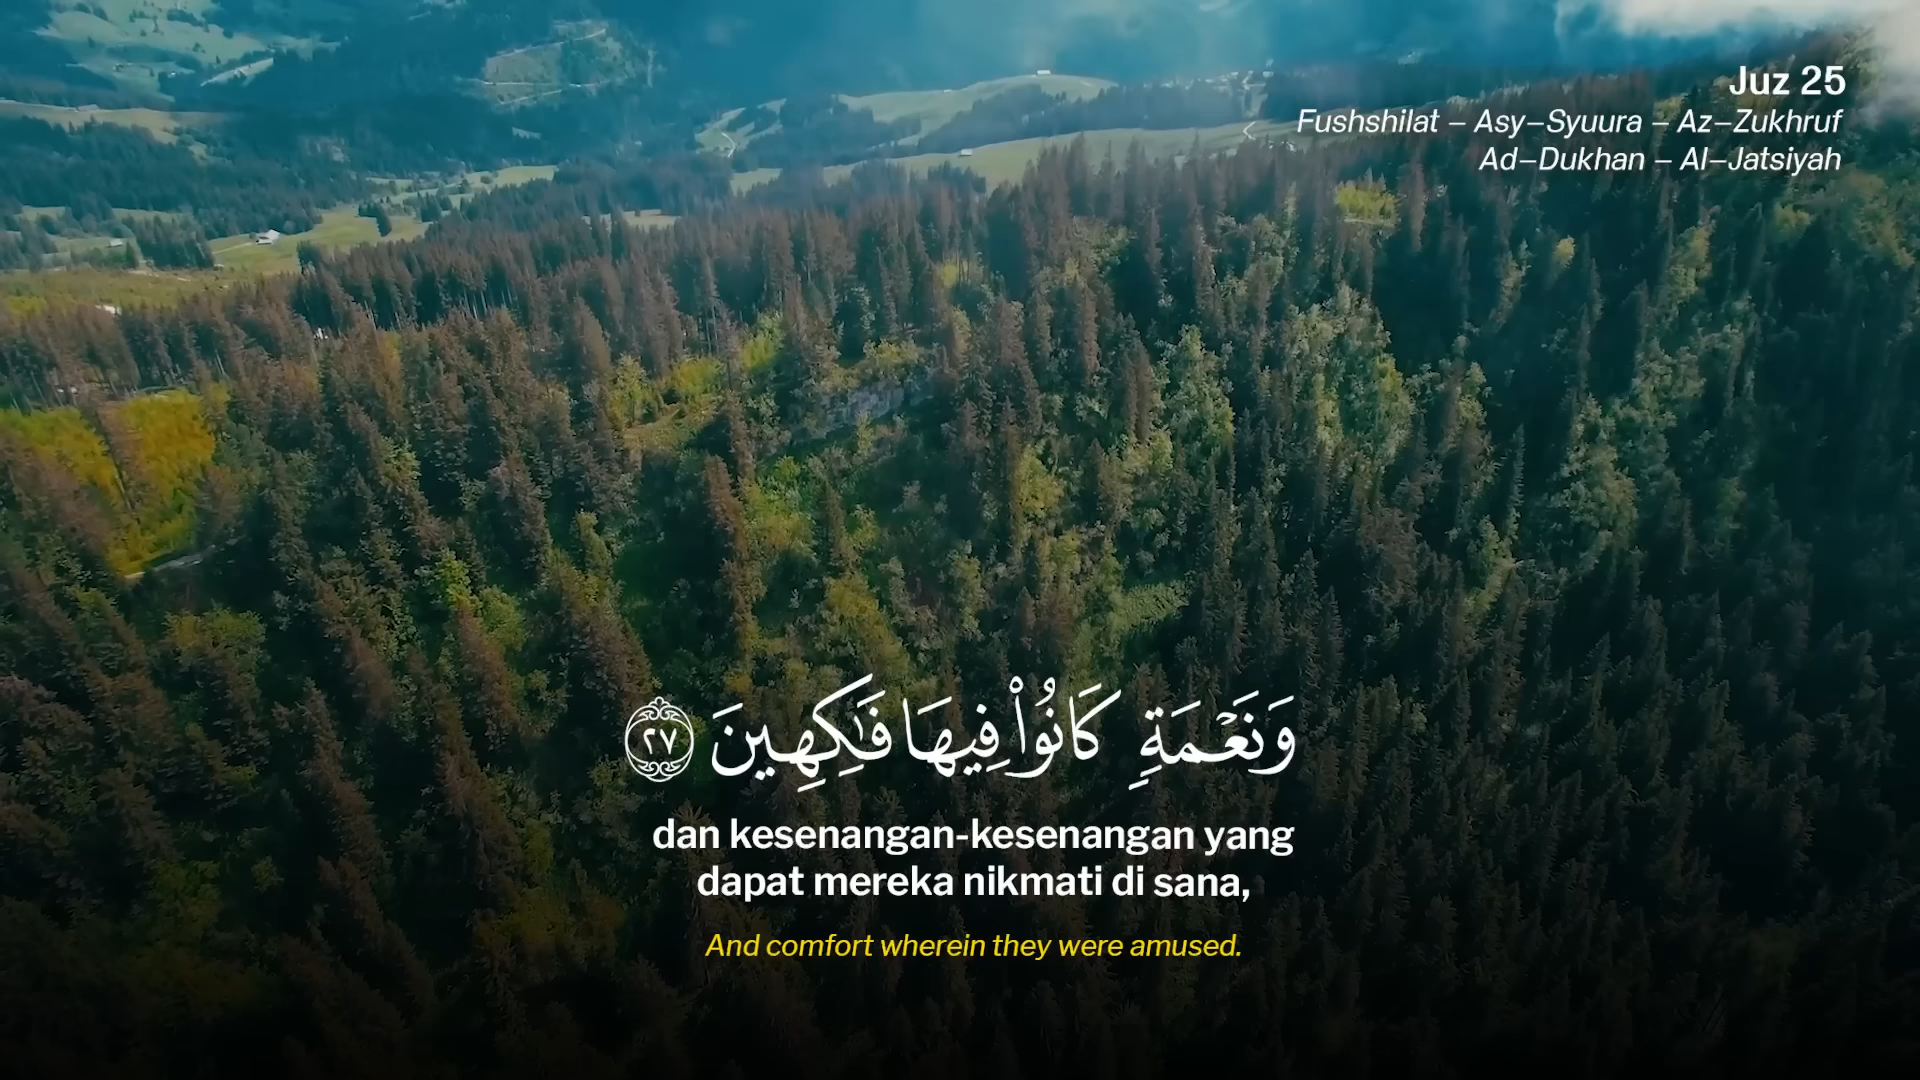 Juz 25
Fushshilat – Asy–Syuura – Az–Zukhruf
Ad–Dukhan – Al–Jatsiyah
وَنَعْمَةٍ كَانُوا۟ فِيهَا فَـٰكِهِينَ ٢٧
dan kesenangan-kesenangan yang
dapat mereka nikmati di sana,
And comfort wherein they were amused.